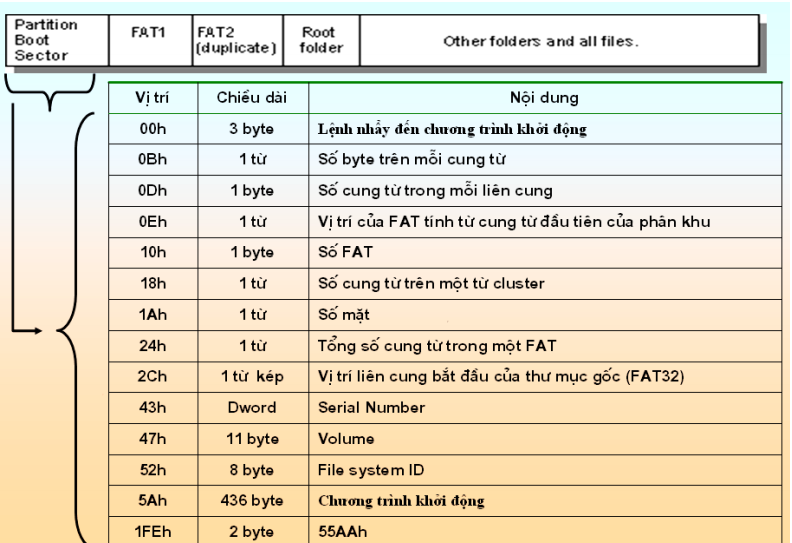 Partition
Boot
Sector
FAT1
FAT2
(duplicate)
Root
folder
Other folders and all files.
Vị trí Chiều dài Nội dung
00h 3 byte Lệnh nhẩy đến chương trình khởi động
0Bh 1 từ Số byte trên mỗi cung từ
0Dh 1 byte Số cung từ trong mỗi liên cung
0Eh 1 từ Vị trí của FAT tính từ cung từ đầu tiên của phân khu
10h 1 byte Số FAT
18h 1 từ Số cung từ trên một từ cluster
1Ah 1 từ Số mặt
24h 1 từ Tổng số cung từ trong một FAT
2Ch 1 từ kép Vị trí liên cung bắt đầu của thư mục gốc (FAT32)
43h Dword Serial Number
47h 11 byte Volume
52h 8 byte File system ID
5Ah 436 byte Chương trình khởi động
1FEh 2 byte 55AAh